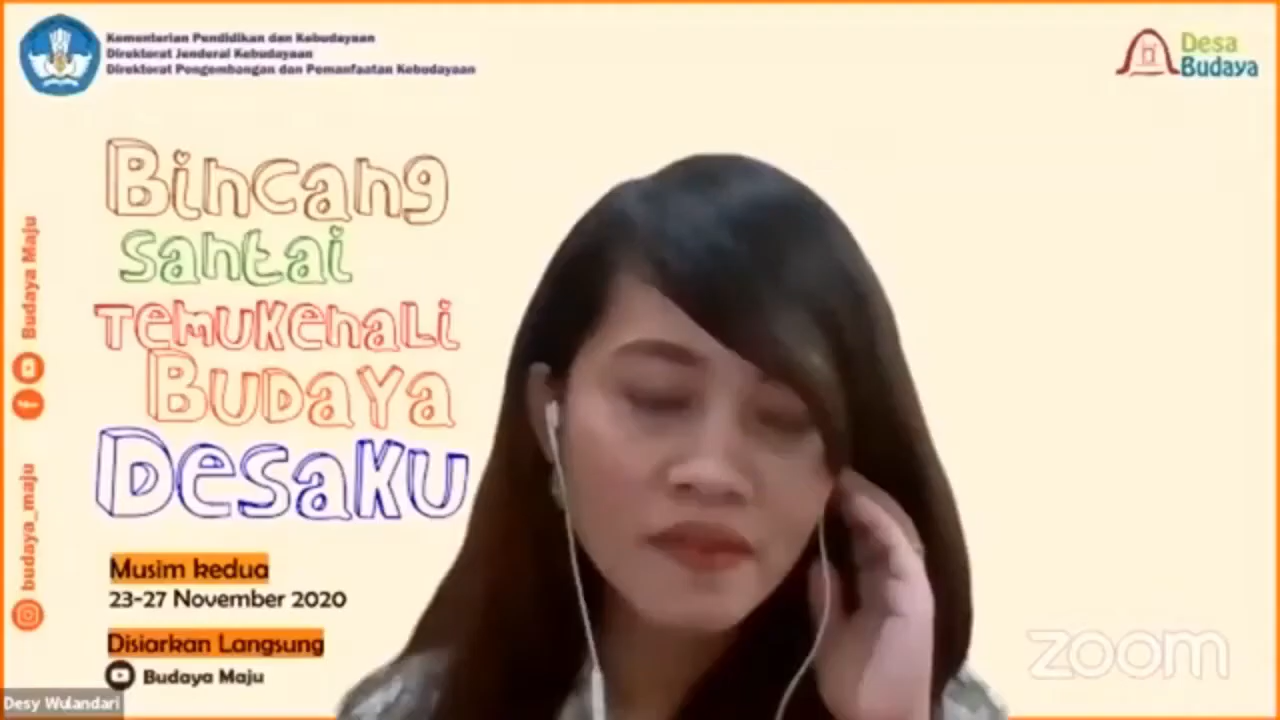 Kementerian Pendidikan dan Kebudayaan
Direktorat Jenderal Kebudayaan
Direktorat Pengembangan dan Pemanfaatan Kebudayaan
Desa
Budaya
Bincang
santai
TemuKenali
Budaya
Desaku
Budaya Maju
budaya_maju
Musim kedua
23-27 November 2020
Disiarkan Langsung
Budaya Maju
Desy Wulandari
zoom